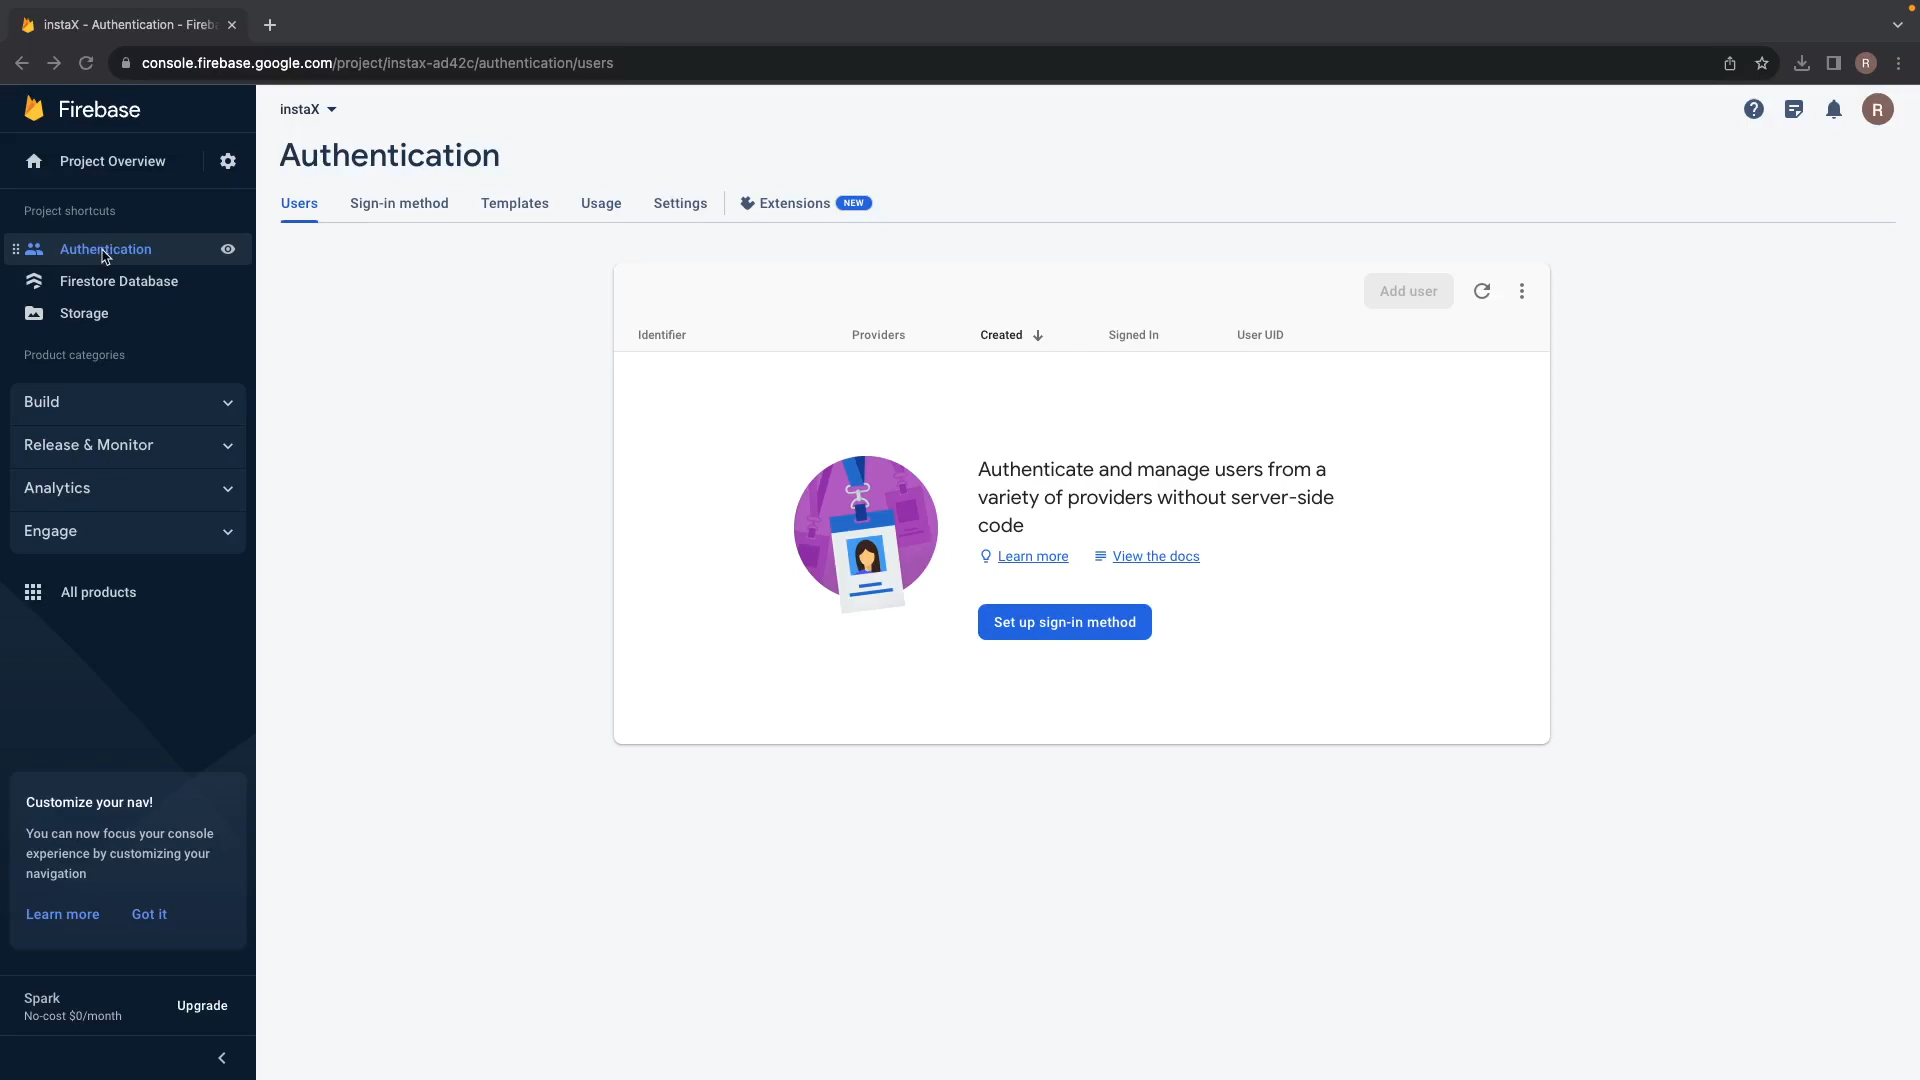 instaX - Authentication - Fireb
console.firebase.google.com/project/instax-ad42c/authentication/users
R
Firebase
instaX
R
Project Overview
Authentication
Users
Sign-in method
Templates
Usage
Settings
Extensions
NEW
Project shortcuts
Authentication
Firestore Database
Storage
Product categories
Build
Release & Monitor
Analytics
Engage
All products
Add user
Identifier
Providers
Created
Signed In
User UID
Authenticate and manage users from a
variety of providers without server-side
code
Learn more
View the docs
Set up sign-in method
Customize your nav!
You can now focus your console
experience by customizing your
navigation
Learn more
Got it
Spark
No-cost $0/month
Upgrade